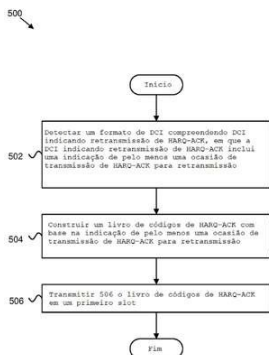 500
Início
Detectar um formato de DCI compreendendo DCI
indicando retransmissão de HARQ-ACK, em que a
DCI indicando retransmissão de HARQ-ACK inclui
uma indicação de pelo menos uma ocasião de
transmissão de HARQ-ACK para retransmissão
502
Construir um livro de códigos de HARQ-ACK com
base na indicação de pelo menos uma ocasião de
transmissão de HARQ-ACK para retransmissão
504
Transmitir 506 o livro de códigos de HARQ-ACK
em um primeiro slot
506
Fim